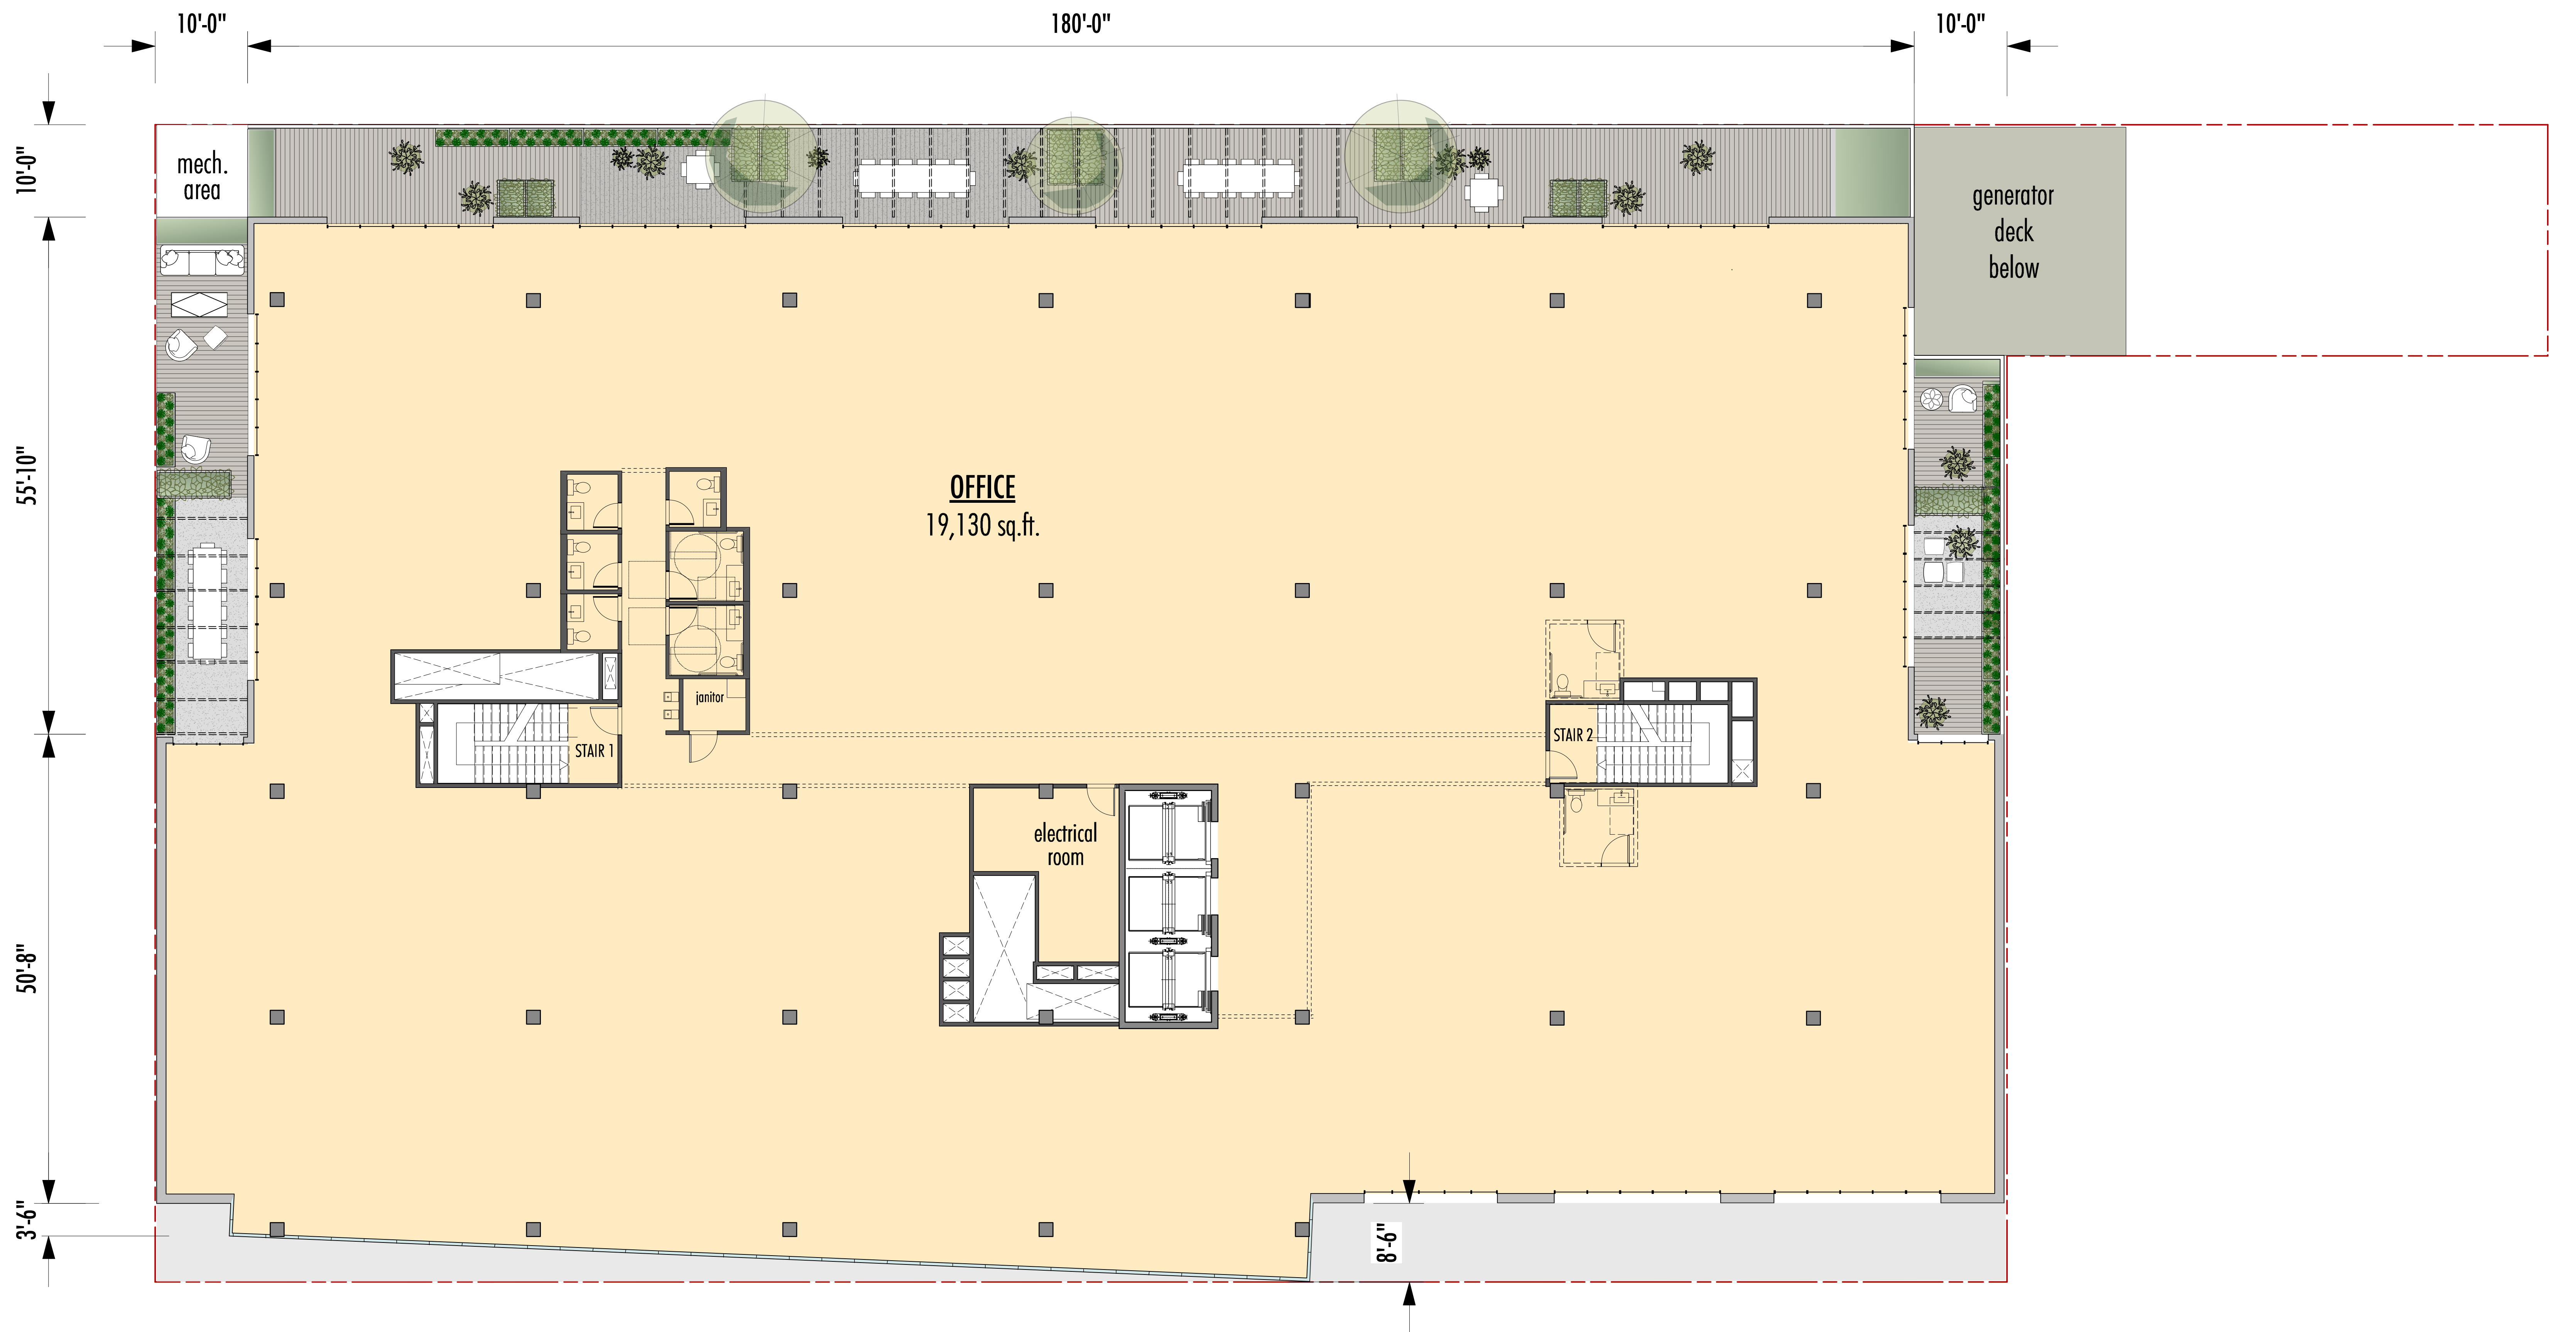 10'-0"
180'-0"
10'-0"
10'-0"
mech.
area
generator
deck
below
55'-10"
OFFICE
19,130 sq.ft.
janitor
STAIR 1
STAIR 2
electrical
room
50'-8"
3'-6"
8'-6"